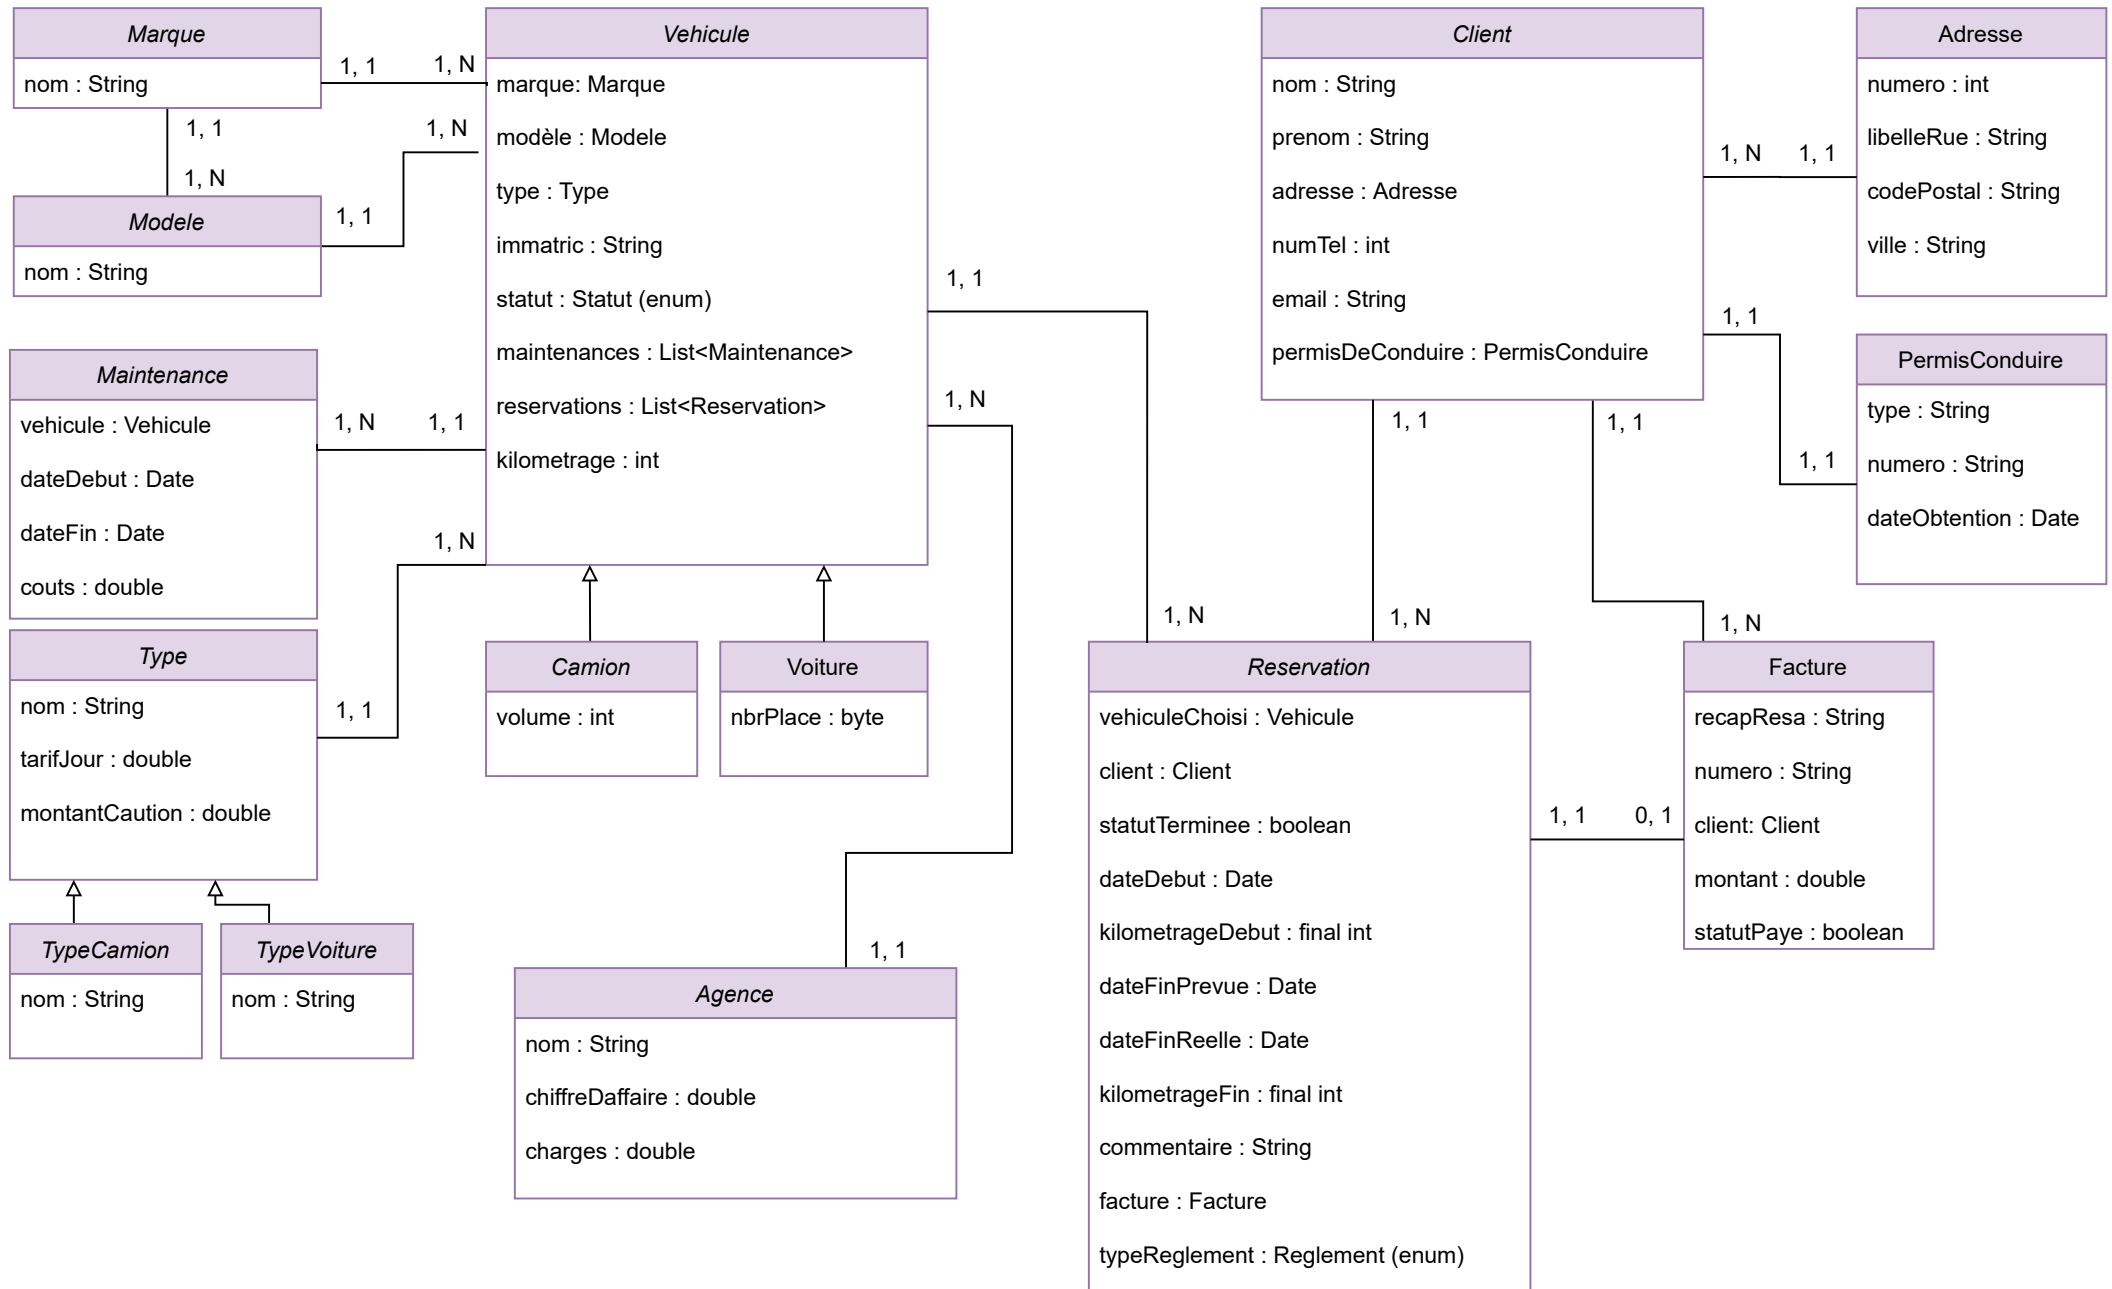 Marque
nom : String
1, 1
1, N
1, 1
1, N
1, N
1, 1
Modele
nom : String
Vehicule
marque: Marque
modèle : Modele
type : Type
immatric : String
statut : Statut (enum)
maintenances : List<Maintenance>
reservations : List<Reservation>
kilometrage : int
Maintenance
vehicule : Vehicule
dateDebut : Date
dateFin : Date
couts : double
1, N
1, 1
1, N
1, 1
Type
nom : String
tarifJour : double
montantCaution : double
TypeCamion
nom : String
TypeVoiture
nom : String
Camion
volume : int
Voiture
nbrPlace : byte
1, 1
1, N
1, N
1, 1
Agence
nom : String
chiffreDaffaire : double
charges : double
Client
nom : String
prenom : String
adresse : Adresse
numTel : int
email : String
permisDeConduire : PermisConduire
1, N
1, 1
Adresse
numero : int
libelleRue : String
codePostal : String
ville : String
1, 1
1, 1
PermisConduire
type : String
numero : String
dateObtention : Date
1, 1
1, 1
1, N
1, N
Reservation
vehiculeChoisi : Vehicule
client : Client
statutTerminee : boolean
dateDebut : Date
kilometrageDebut : final int
dateFinPrevue : Date
dateFinReelle : Date
kilometrageFin : final int
commentaire : String
facture : Facture
typeReglement : Reglement (enum)
1, 1
0, 1
Facture
recapResa : String
numero : String
client: Client
montant : double
statutPaye : boolean